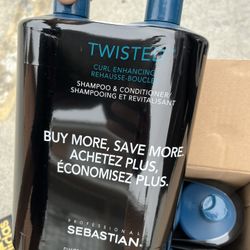 TWISTED
CURL ENHANCING
REHAUSSE-BOUCLES
SHAMPOO & CONDITIONER/
SHAMPOOING ET REVITALISANT
BUY MORE, SAVE MORE.
ACHETEZ PLUS,
ÉCONOMISEZ PLUS.
PROFESSIONAL
SEBASTIAN.